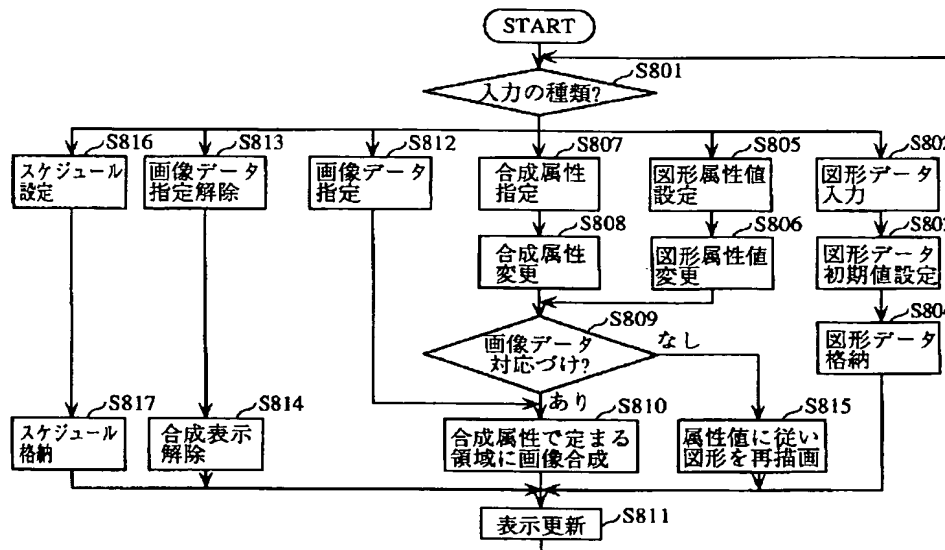 START
S801
入力の種類?
S816
スケジュール
設定
S813
画像データ
指定解除
S812
画像データ
指定
S807
合成属性
指定
S805
図形属性値
設定
S802
図形データ
入力
S808
合成属性
変更
S806
図形属性値
変更
S803
図形データ
初期値設定
S809
画像データ
対応づけ?
なし
あり
S804
図形データ
格納
S817
スケジュール
格納
S814
合成表示
解除
S810
合成属性で定まる
領域に画像合成
S815
属性値に従い
図形を再描画
S811
表示更新